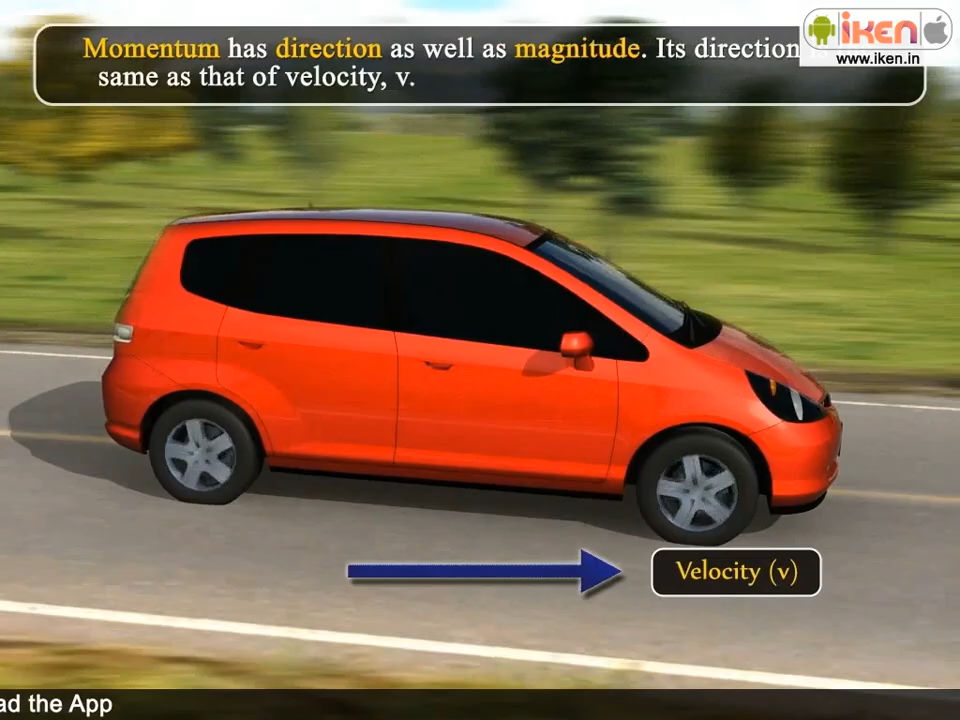 Momentum has direction as well as magnitude. Its direction
same as that of velocity, v.
iken
www.iken.in
Velocity (v)
ad the App